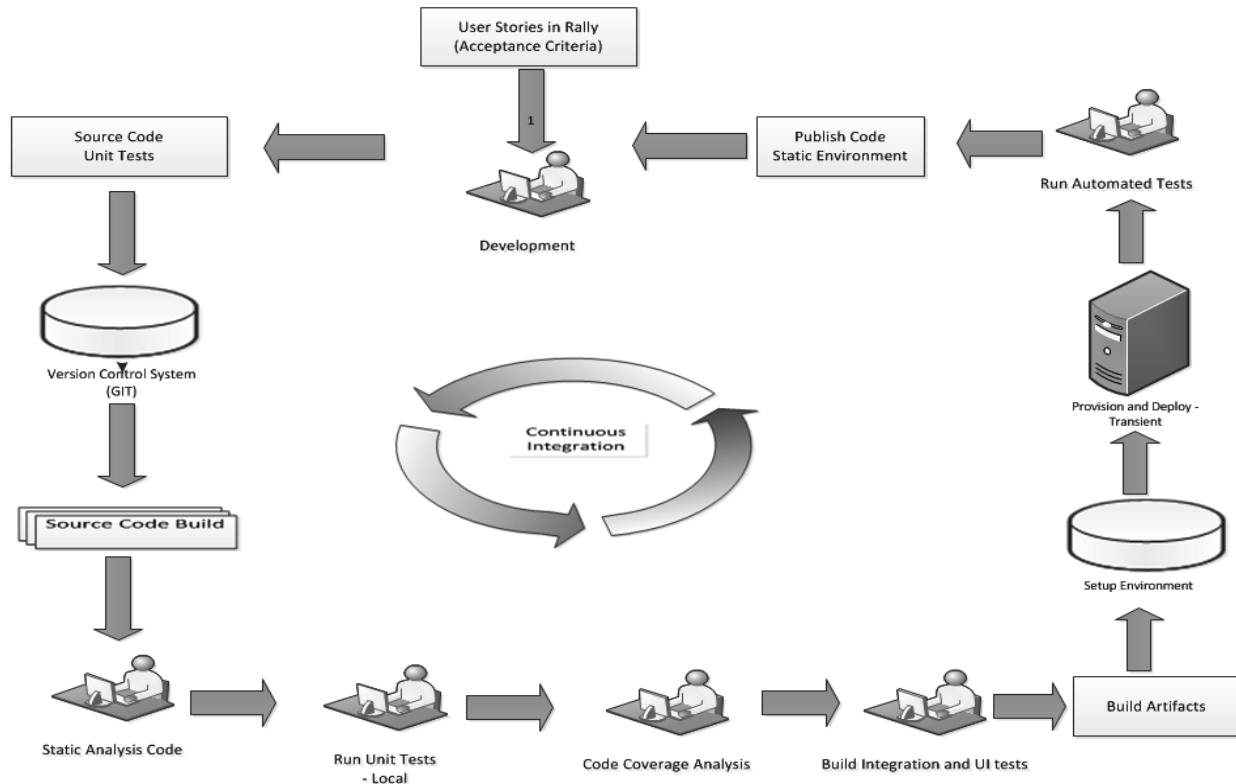 User Stories in Rally
(Acceptance Criteria)
1
Development
Source Code
Unit Tests
Version Control System
(GIT)
Source Code Build
Static Analysis Code
Run Unit Tests
- Local
Code Coverage Analysis
Build Integration and UI tests
Build Artifacts
Setup Environment
Provision and Deploy -
Transient
Run Automated Tests
Publish Code
Static Environment
Continuous
Integration